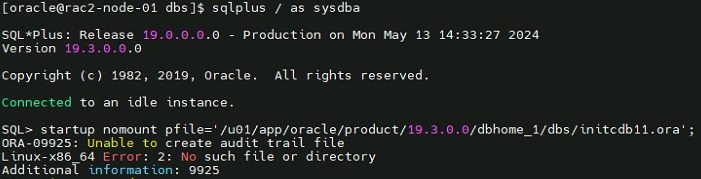 [oracle@rac2-node-01 dbs]$ sqlplus / as sysdba
SQL*Plus: Release 19.0.0.0.0 - Production on Mon May 13 14:33:27 2024
Version 19.3.0.0.0
Copyright (c) 1982, 2019, Oracle.  All rights reserved.
Connected to an idle instance.
SQL> startup nomount pfile='/u01/app/oracle/product/19.3.0.0/dbhome_1/dbs/initcdb11.ora';
ORA-09925: Unable to create audit trail file
Linux-x86_64 Error: 2: No such file or directory
Additional information: 9925